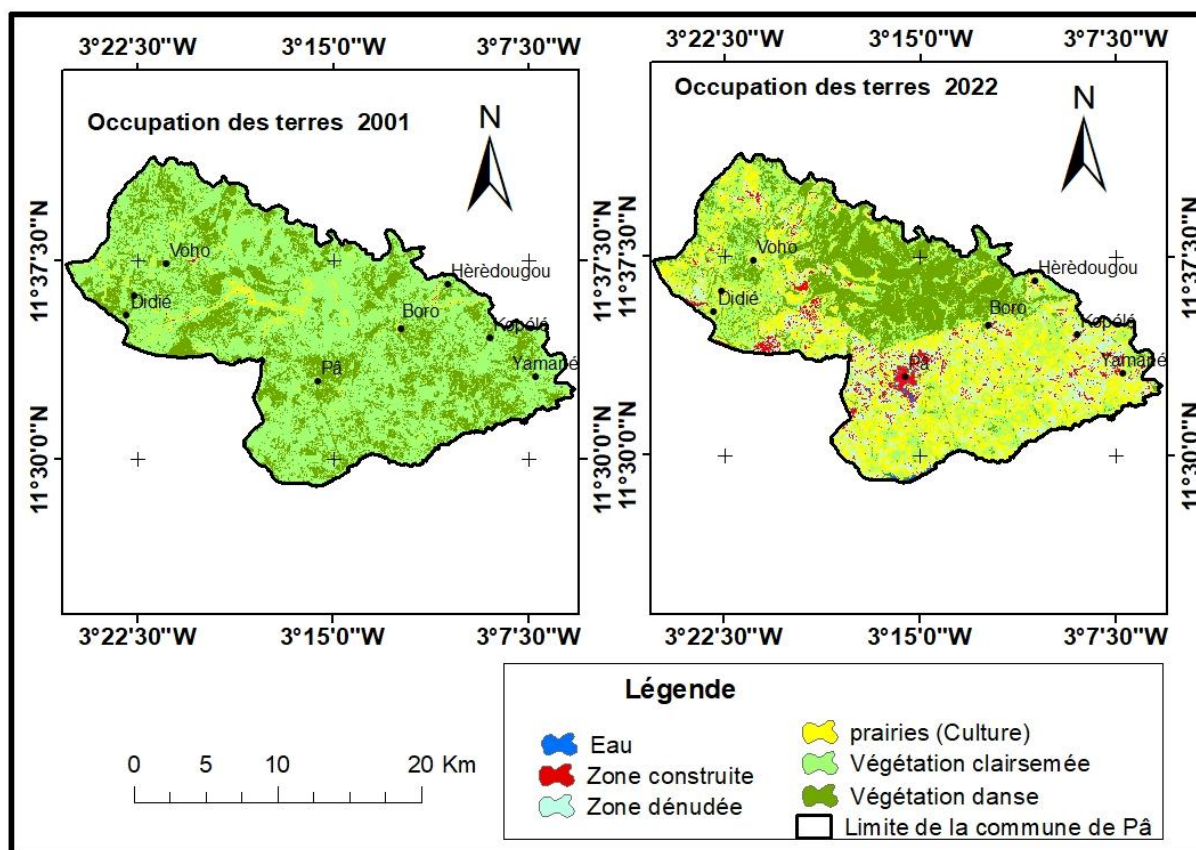 3°22'30"W 3°15'0"W 3°7'30"W
3°22'30"W 3°15'0"W 3°7'30"W
Occupation des terres 2001
N
Voho
Didié
Hèrèdougou
Boro
Kopélé
Yamané
Pâ
11°37'30"N
11°30'0"N
11°37'30"N
11°30'0"N
3°22'30"W 3°15'0"W 3°7'30"W
Occupation des terres 2022
N
Voho
Didié
Hèrèdougou
Boro
Kopélé
Yamané
Pâ
11°37'30"N
11°30'0"N
11°37'30"N
11°30'0"N
3°22'30"W 3°15'0"W 3°7'30"W
0 5 10 20 Km
Légende
Eau
Zone construite
Zone dénudée
prairies (Culture)
Végétation clairsemée
Végétation danse
Limite de la commune de Pâ